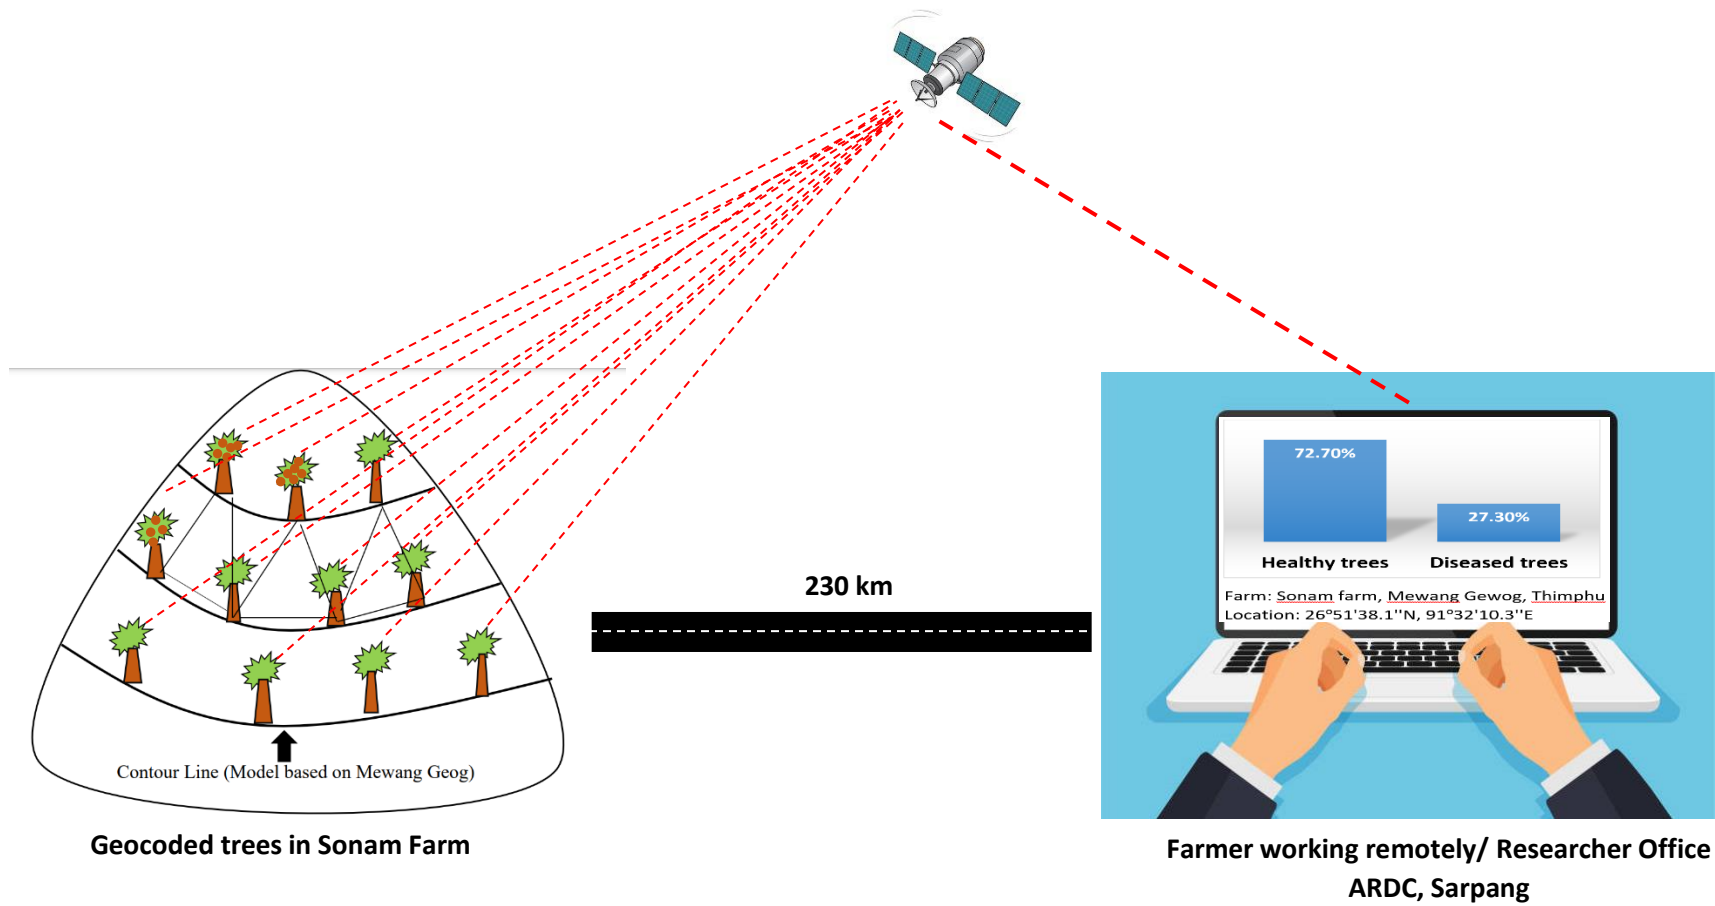 230 km
72.70%
27.30%
Healthy trees
Diseased trees
Farm: Sonam farm, Mewang Gewog, Thimphu
Location: 26°51'38.1''N, 91°32'10.3''E
Contour Line (Model based on Mewang Geog)
Geocoded trees in Sonam Farm
Farmer working remotely/ Researcher Office
ARDC, Sarpang